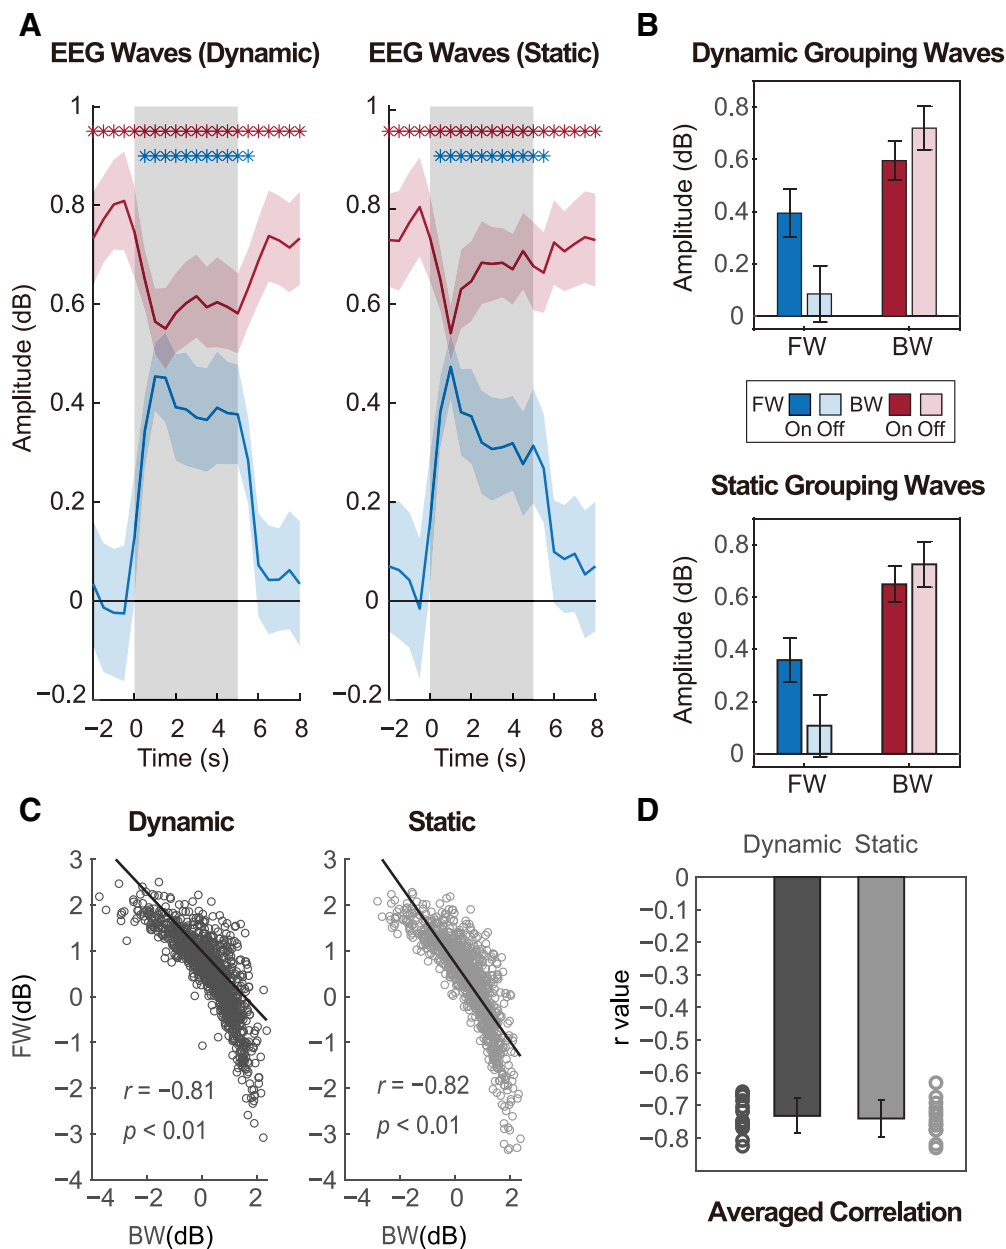 A
EEG Waves (Dynamic)
EEG Waves (Static)
1
0.8
0.6
0.4
0.2
0
−0.2
Amplitude (dB)
−2 0 2 4 6 8
Time (s)
1
0.8
0.6
0.4
0.2
0
−0.2
−2 0 2 4 6 8
Time (s)
B
Dynamic Grouping Waves
0.8
0.6
0.4
0.2
0
Amplitude (dB)
FW BW
FW BW
On Off On Off
Static Grouping Waves
0.8
0.6
0.4
0.2
0
Amplitude (dB)
FW BW
C
Dynamic
3
2
1
0
−1
−2
−3
−4
FW(dB)
r = −0.81
p < 0.01
−4 −2 0 2
BW(dB)
Static
3
2
1
0
−1
−2
−3
−4
r = −0.82
p < 0.01
−4 −2 0 2
BW(dB)
D
Dynamic Static
0
−0.1
−0.2
−0.3
−0.4
−0.5
−0.6
−0.7
−0.8
r value
Averaged Correlation